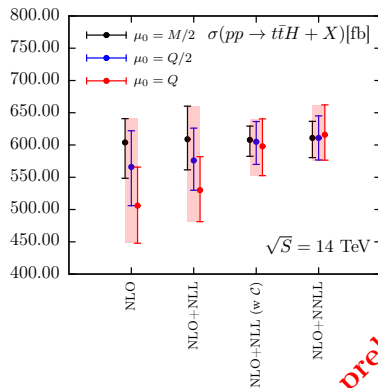 σ(pp → tt̄H + X)[fb]
μ₀ = M/2
μ₀ = Q/2
μ₀ = Q
800.00
750.00
700.00
650.00
600.00
550.00
500.00
450.00
400.00
√S = 14 TeV
NLO
NLO+NLL
NLO+NLL (w C)
NLO+NNLL